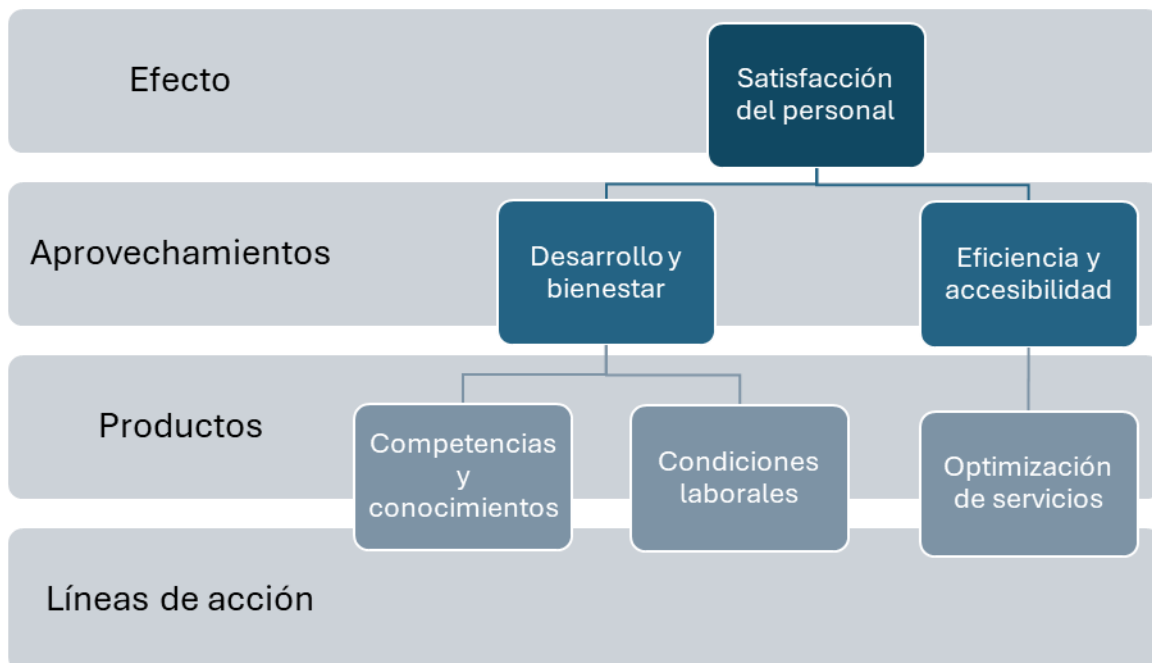 Efecto
Satisfacción
del personal
Aprovechamientos
Desarrollo y
bienestar
Eficiencia y
accesibilidad
Productos
Competencias
y
conocimientos
Condiciones
laborales
Optimización
de servicios
Líneas de acción